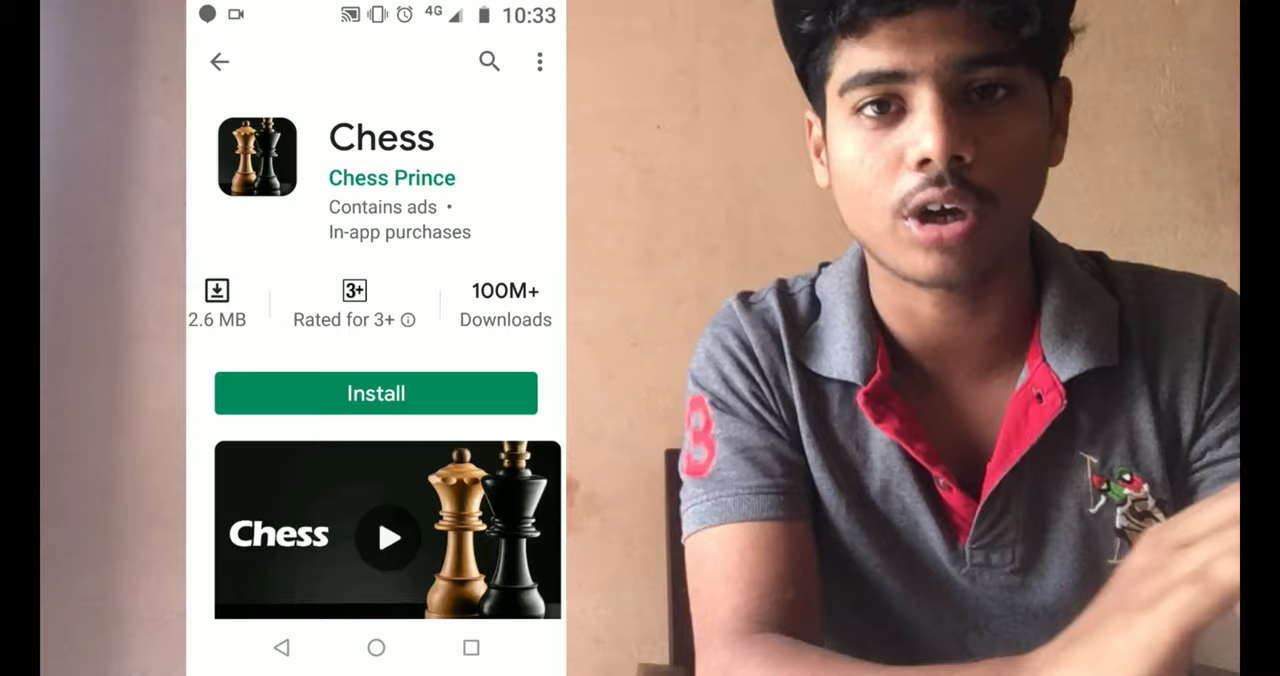 4G 10:33
Chess
Chess Prince
Contains ads •
In-app purchases
3+ 100M+
2.6 MB Rated for 3+ Downloads
Install
Chess
3